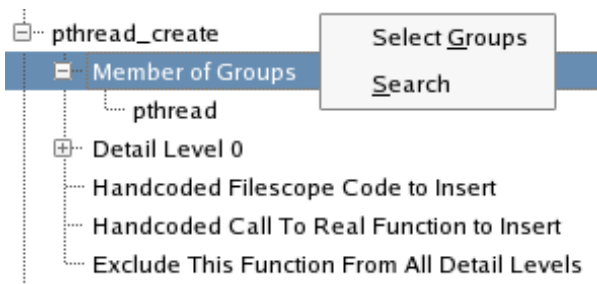 pthread_create
Select Groups
Member of Groups
Search
pthread
Detail Level 0
Handcoded Filescope Code to Insert
Handcoded Call To Real Function to Insert
Exclude This Function From All Detail Levels